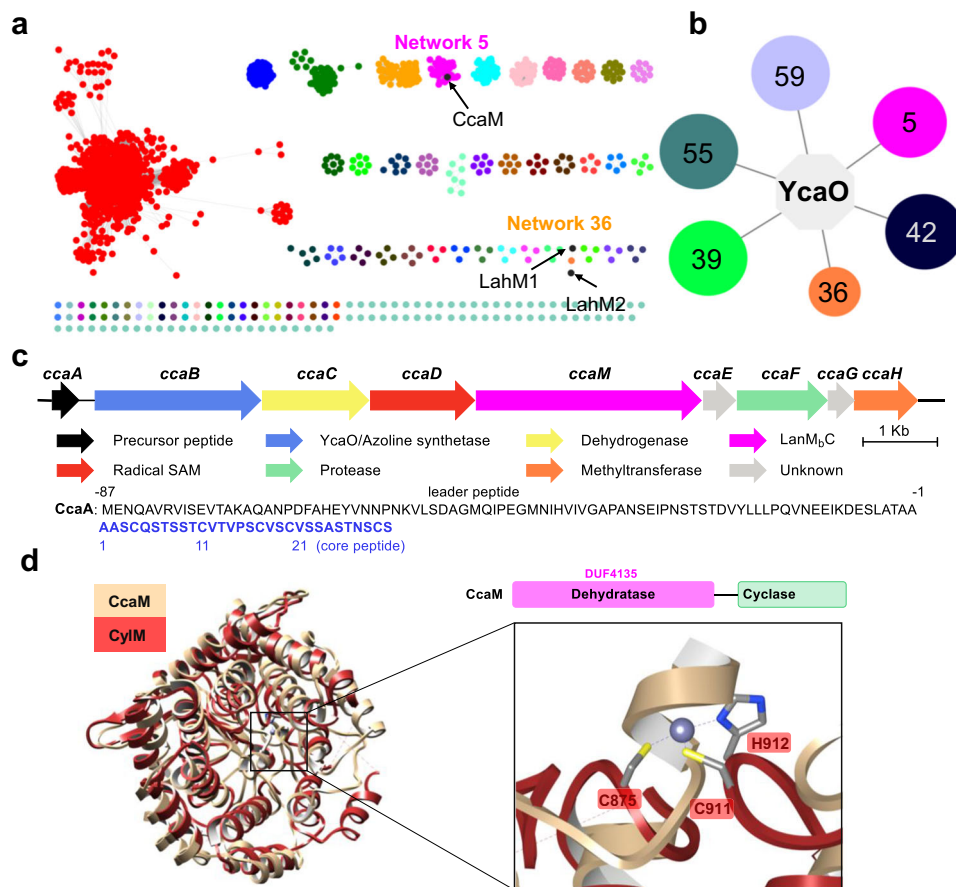 a
Network 5
CcaM
Network 36
LahM1
LahM2
b
59
5
55
YcaO
42
39
36
c
ccaA ccaB ccaC ccaD ccaM ccaE ccaF ccaG ccaH
Precursor peptide YcaO/Azoline synthetase Dehydrogenase LanMbC 1 Kb
Radical SAM Protease Methyltransferase Unknown
-87 leader peptide -1
CcaA: MENQAVRVISEVTAKAQANPDFAHEYVNNPNKVLSDAGMQIPEGMNIHVIVGAPANSEIPNSTSTDVYLLLPQVNEEIKDESLATAA
AASCQSTSSTCVTVPSCVSCVSSASTNSCS
1 11 21 (core peptide)
d
CcaM
CylM
DUF4135
CcaM Dehydratase Cyclase
H912
C875
C911